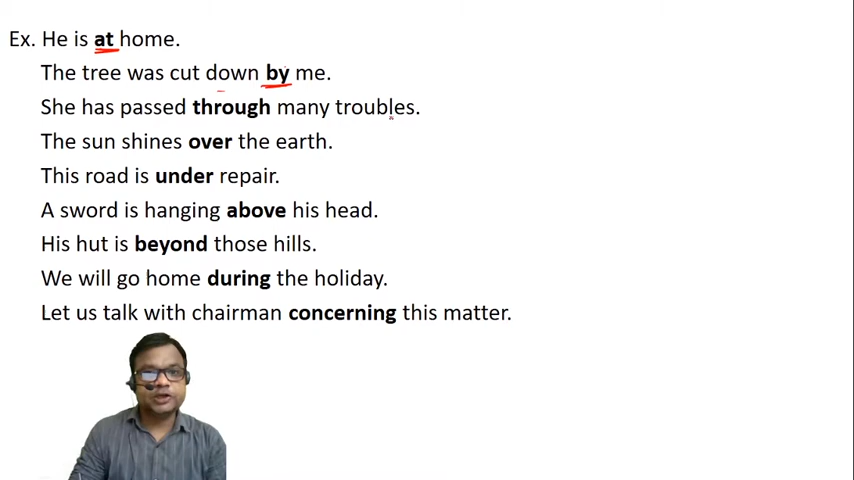 Ex. He is at home.
The tree was cut down by me.
She has passed through many troubles.
The sun shines over the earth.
This road is under repair.
A sword is hanging above his head.
His hut is beyond those hills.
We will go home during the holiday.
Let us talk with chairman concerning this matter.